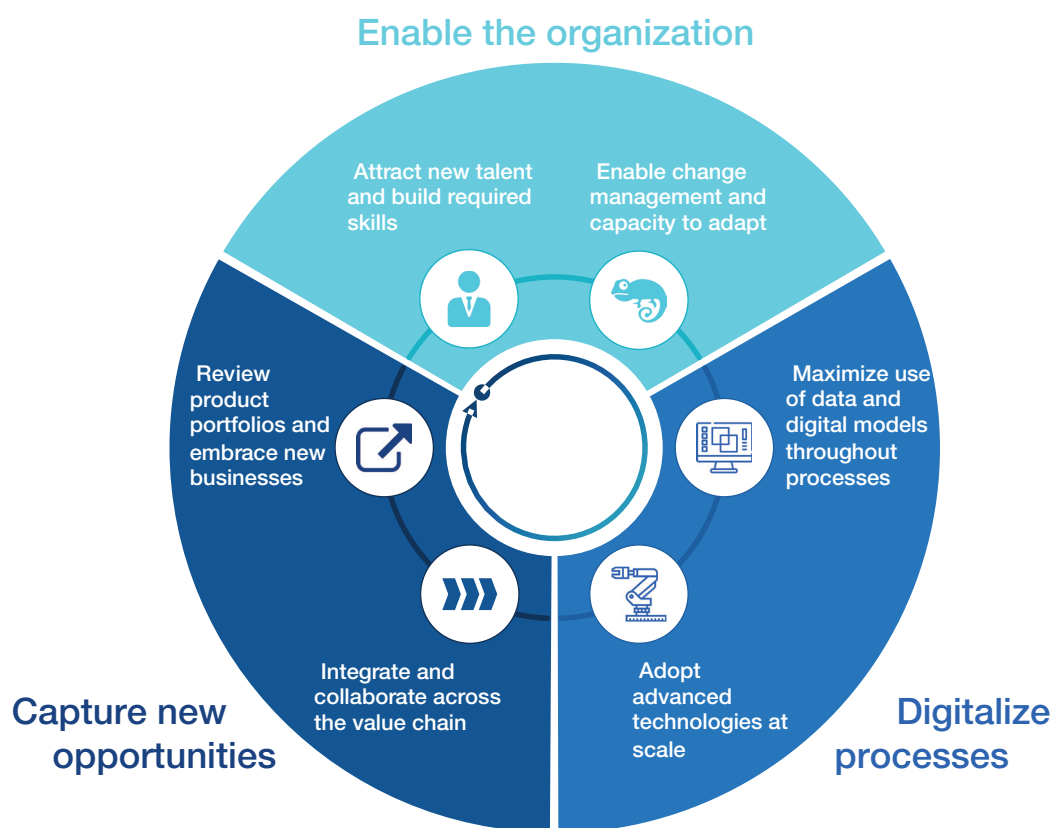 Enable the organization
Attract new talent
and build required
skills
Enable change
management and
capacity to adapt
Review
product
portfolios and
embrace new
businesses
Maximize use
of data and
digital models
throughout
processes
Integrate and
collaborate across
the value chain
Adopt
advanced
technologies at
scale
Capture new
opportunities
Digitalize
processes